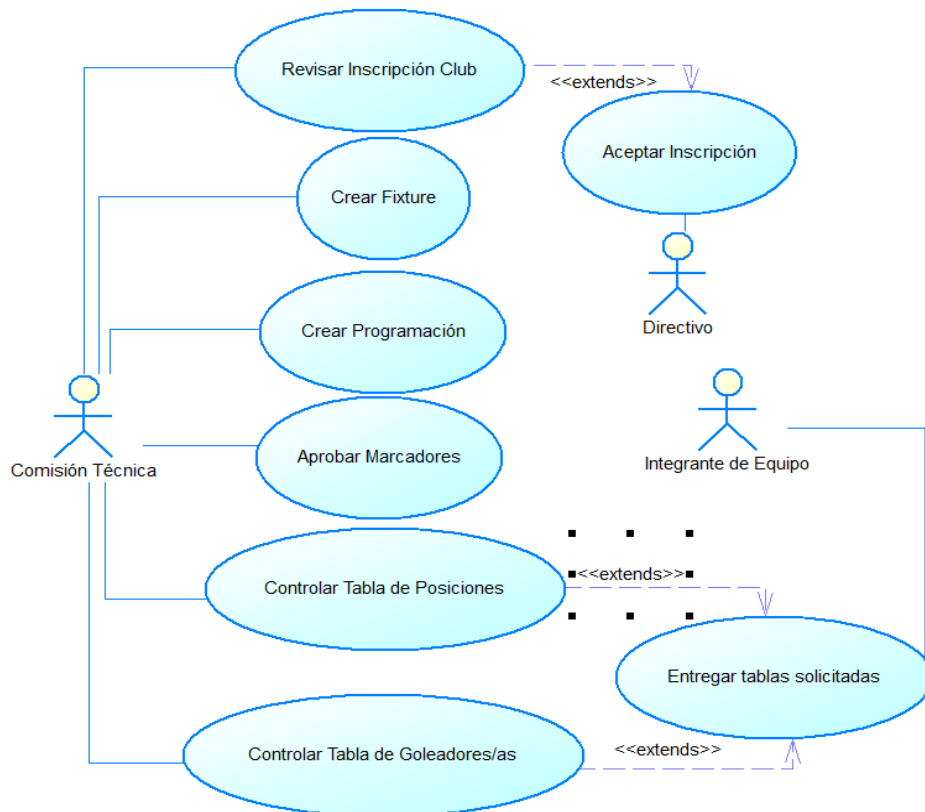 Revisar Inscripción Club
<<extends>>
Aceptar Inscripción
Crear Fixture
Directivo
Crear Programación
Integrante de Equipo
Aprobar Marcadores
Comisión Técnica
<<extends>>
Controlar Tabla de Posiciones
Entregar tablas solicitadas
<<extends>>
Controlar Tabla de Goleadores/as